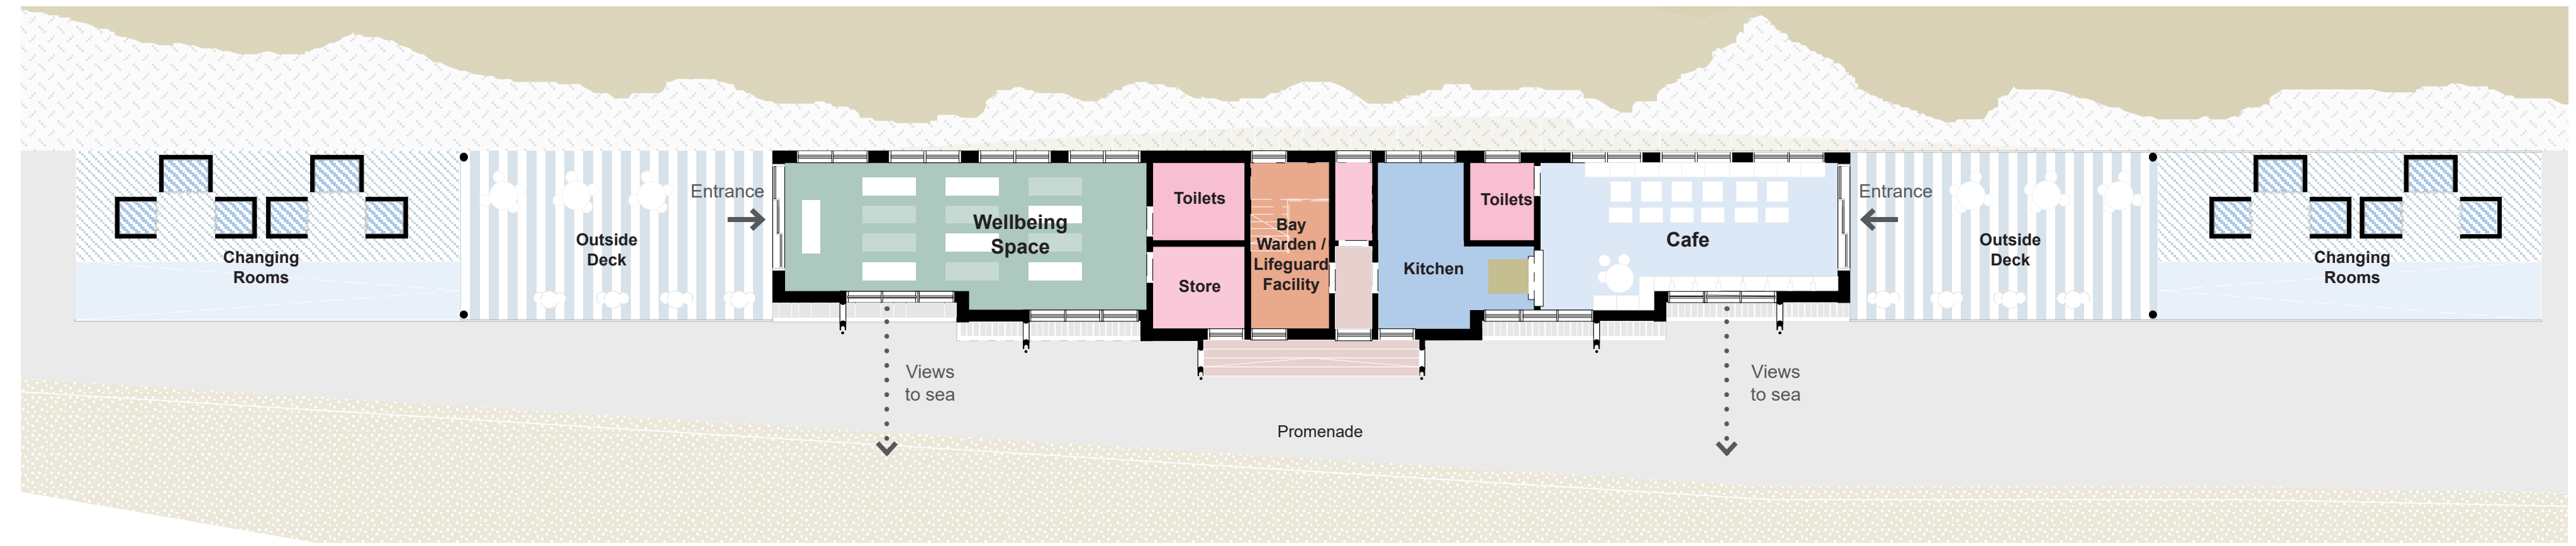 Changing
Rooms
Outside
Deck
Entrance
Wellbeing
Space
Toilets
Store
Bay
Warden /
Lifeguard
Facility
Kitchen
Toilets
Cafe
Entrance
Outside
Deck
Changing
Rooms
Views
to sea
Views
to sea
Promenade